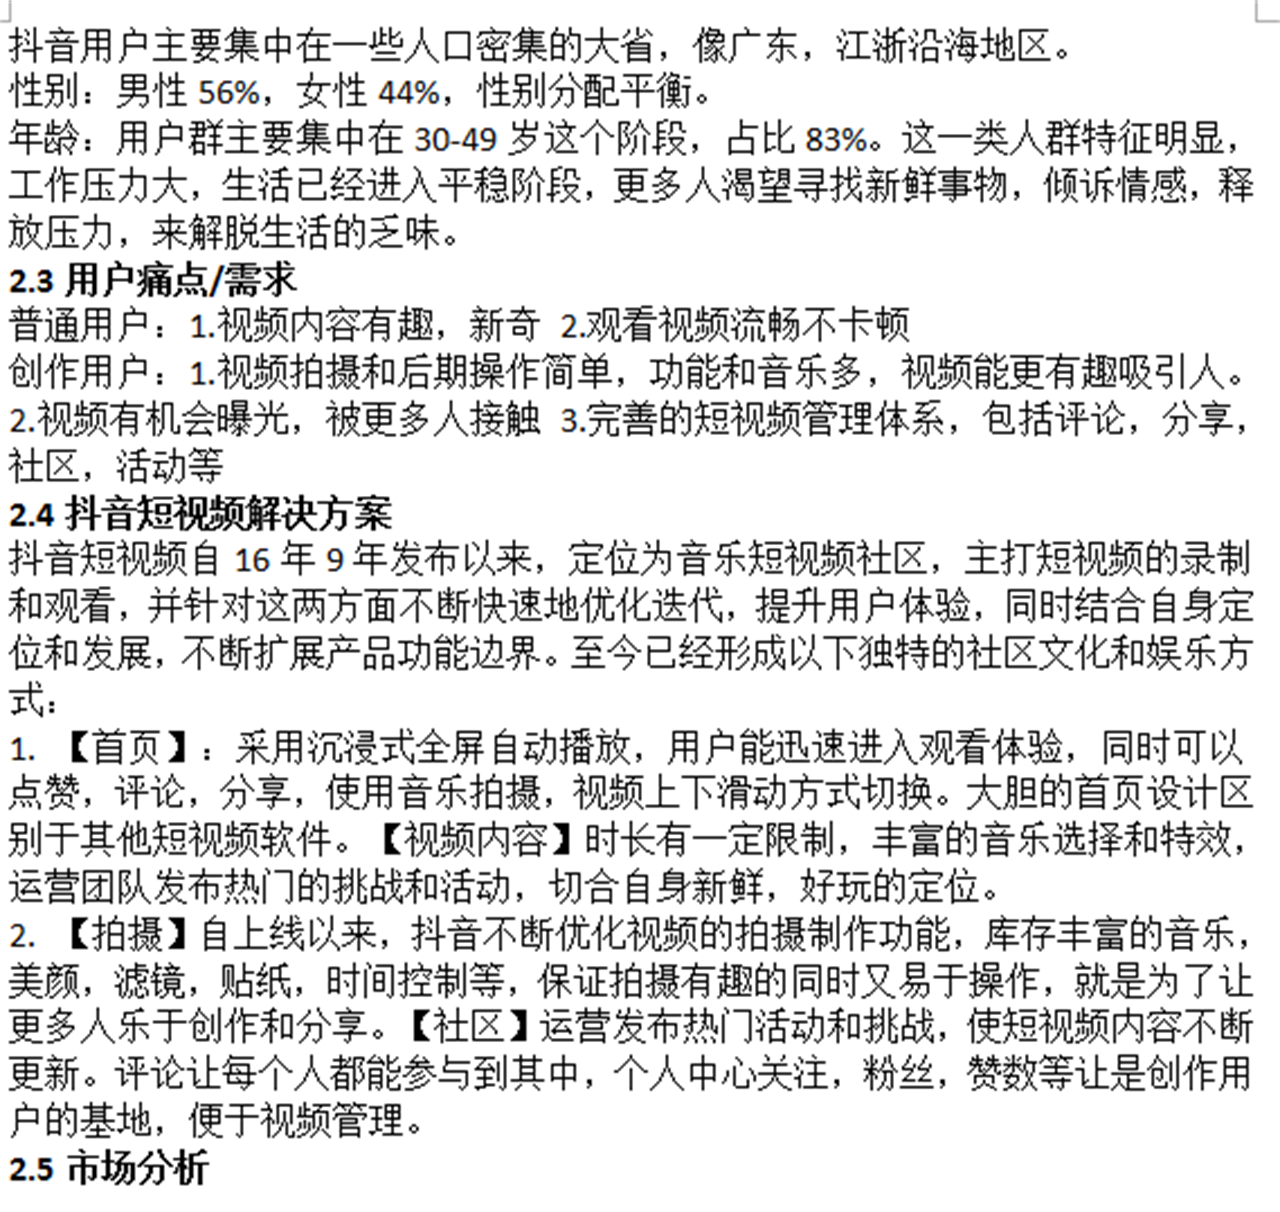 抖音用户主要集中在一些人口密集的大省，像广东，江浙沿海地区。
性别：男性 56%，女性 44%，性别分配平衡。
年龄：用户群主要集中在 30-49 岁这个阶段，占比 83%。这一类人群特征明显，
工作压力大，生活已经进入平稳阶段，更多人渴望寻找新鲜事物，倾诉情感，释
放压力，来解脱生活的乏味。
2.3 用户痛点/需求
普通用户：1.视频内容有趣，新奇 2.观看视频流畅不卡顿
创作用户：1.视频拍摄和后期操作简单，功能和音乐多，视频能更有趣吸引人。
2.视频有机会曝光，被更多人接触 3.完善的短视频管理体系，包括评论，分享，
社区，活动等
2.4 抖音短视频解决方案
抖音短视频自 16 年 9 年发布以来，定位为音乐短视频社区，主打短视频的录制
和观看，并针对这两方面不断快速地优化迭代，提升用户体验，同时结合自身定
位和发展，不断扩展产品功能边界。至今已经形成以下独特的社区文化和娱乐方
式：
1. 【首页】：采用沉浸式全屏自动播放，用户能迅速进入观看体验，同时可以
点赞，评论，分享，使用音乐拍摄，视频上下滑动方式切换。大胆的首页设计区
别于其他短视频软件。【视频内容】时长有一定限制，丰富的音乐选择和特效，
运营团队发布热门的挑战和活动，切合自身新鲜，好玩的定位。
2. 【拍摄】自上线以来，抖音不断优化视频的拍摄制作功能，库存丰富的音乐，
美颜，滤镜，贴纸，时间控制等，保证拍摄有趣的同时又易于操作，就是为了让
更多人乐于创作和分享。【社区】运营发布热门活动和挑战，使短视频内容不断
更新。评论让每个人都能参与到其中，个人中心关注，粉丝，赞数等让是创作用
户的基地，便于视频管理。
2.5 市场分析